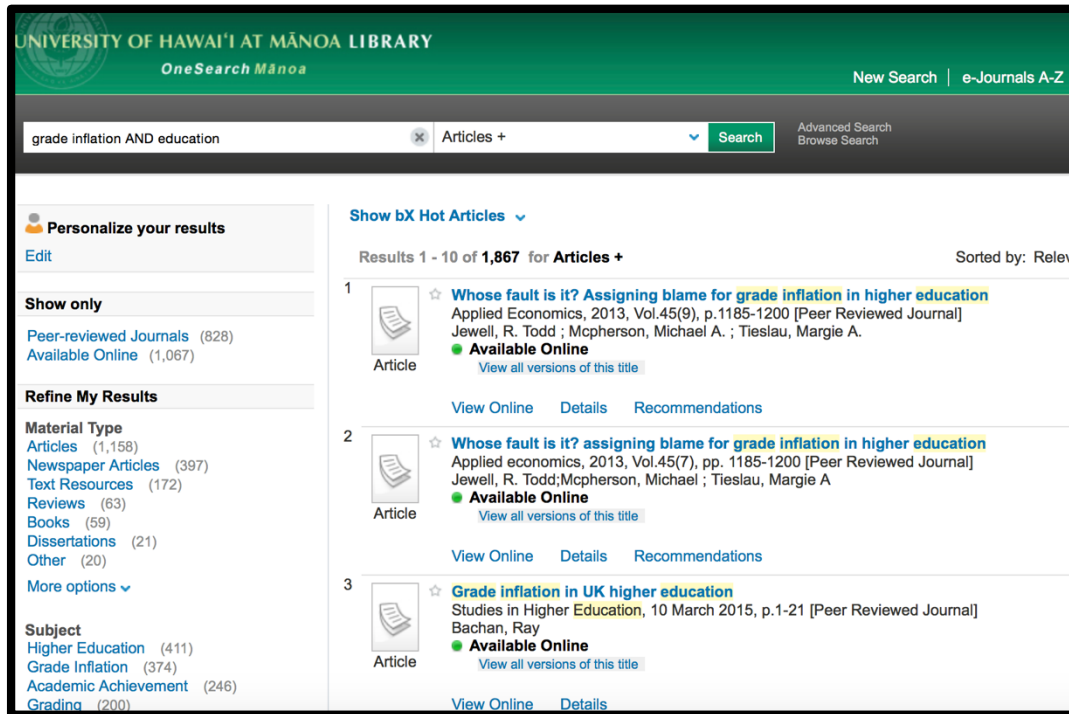 UNIVERSITY OF HAWAI‘I AT MĀNOA LIBRARY
OneSearch Mānoa
New Search | e-Journals A-Z
grade inflation AND education
Articles +
Search
Advanced Search
Browse Search
Personalize your results
Edit
Show only
Peer-reviewed Journals (828)
Available Online (1,067)
Refine My Results
Material Type
Articles (1,158)
Newspaper Articles (397)
Text Resources (172)
Reviews (63)
Books (59)
Dissertations (21)
Other (20)
More options
Subject
Higher Education (411)
Grade Inflation (374)
Academic Achievement (246)
Grading (200)
Show bX Hot Articles
Results 1 - 10 of 1,867 for Articles +
Sorted by: Relev
1
Article
Whose fault is it? Assigning blame for grade inflation in higher education
Applied Economics, 2013, Vol.45(9), p.1185-1200 [Peer Reviewed Journal]
Jewell, R. Todd ; Mcpherson, Michael A. ; Tieslau, Margie A.
Available Online
View all versions of this title
View Online Details Recommendations
2
Article
Whose fault is it? assigning blame for grade inflation in higher education
Applied economics, 2013, Vol.45(7), pp. 1185-1200 [Peer Reviewed Journal]
Jewell, R. Todd;Mcpherson, Michael ; Tieslau, Margie A
Available Online
View all versions of this title
View Online Details Recommendations
3
Article
Grade inflation in UK higher education
Studies in Higher Education, 10 March 2015, p.1-21 [Peer Reviewed Journal]
Bachan, Ray
Available Online
View all versions of this title
View Online Details